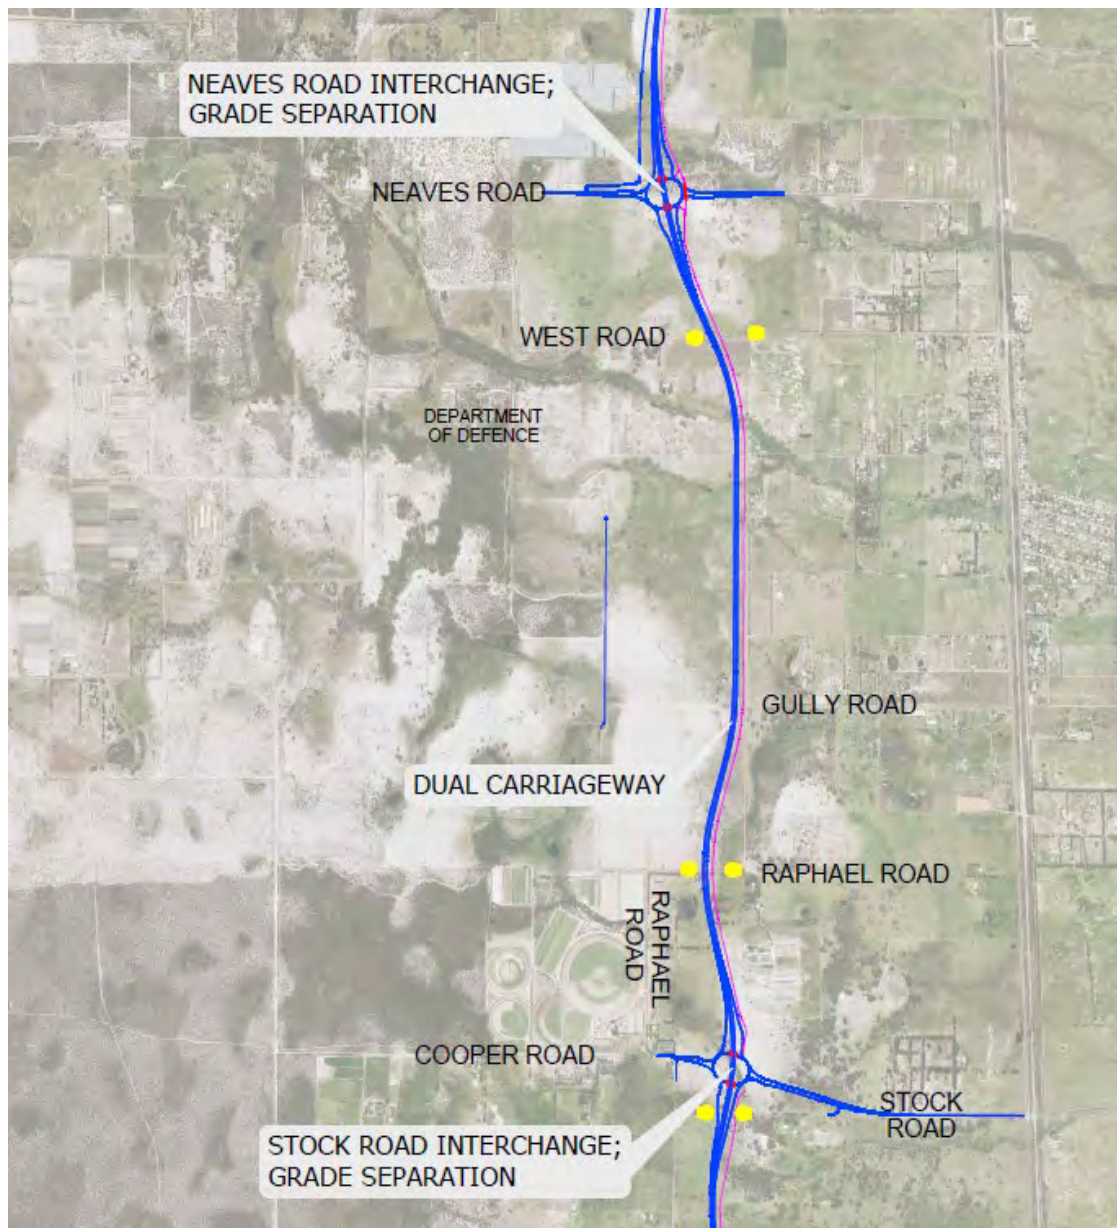 NEAVES ROAD INTERCHANGE;
GRADE SEPARATION
NEAVES ROAD
WEST ROAD
DEPARTMENT
OF DEFENCE
GULLY ROAD
DUAL CARRIAGEWAY
RAPHAEL ROAD
RAPHAEL
ROAD
COOPER ROAD
STOCK
ROAD
STOCK ROAD INTERCHANGE;
GRADE SEPARATION